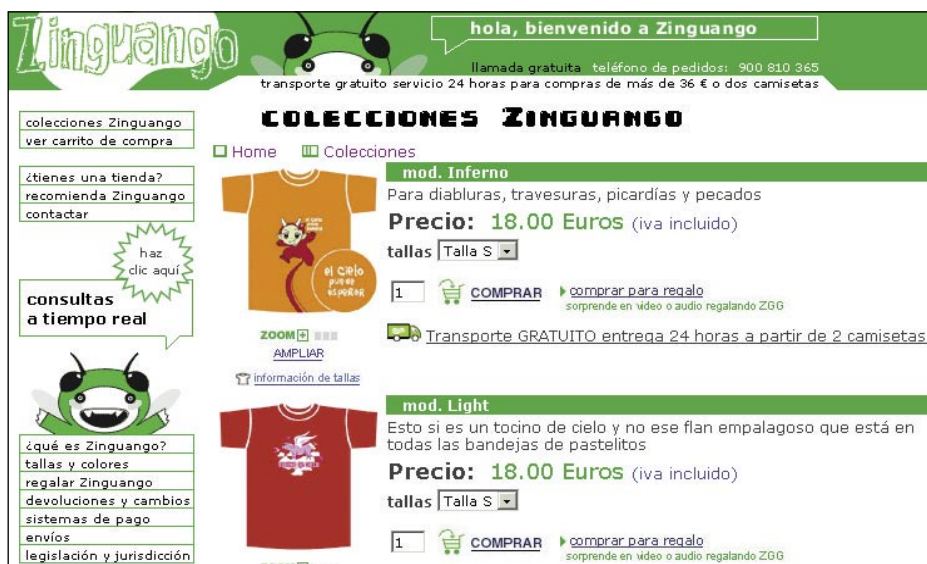 Zinguango
hola, bienvenido a Zinguango
llamada gratuita teléfono de pedidos: 900 810 365
transporte gratuito servicio 24 horas para compras de más de 36 € o dos camisetas
colecciones Zinguango
ver carrito de compra
¿tienes una tienda?
recomienda Zinguango
contactar
haz
clic aquí
consultas
a tiempo real
¿qué es Zinguango?
tallas y colores
regalar Zinguango
devoluciones y cambios
sistemas de pago
envíos
legislación y jurisdicción
COLECCIONES ZINGUANGO
Home Colecciones
el cielo
puede
esperar
ZOOM
AMPLIAR
información de tallas
mod. Inferno
Para diabluras, travesuras, picardías y pecados
Precio: 18.00 Euros (iva incluido)
tallas Talla S
1 COMPRAR comprar para regalo
sorprende en video o audio regalando ZGG
Transporte GRATUITO entrega 24 horas a partir de 2 camisetas
mod. Light
Esto si es un tocino de cielo y no ese flan empalagoso que está en
todas las bandejas de pastelitos
Precio: 18.00 Euros (iva incluido)
tallas Talla S
1 COMPRAR comprar para regalo
sorprende en video o audio regalando ZGG